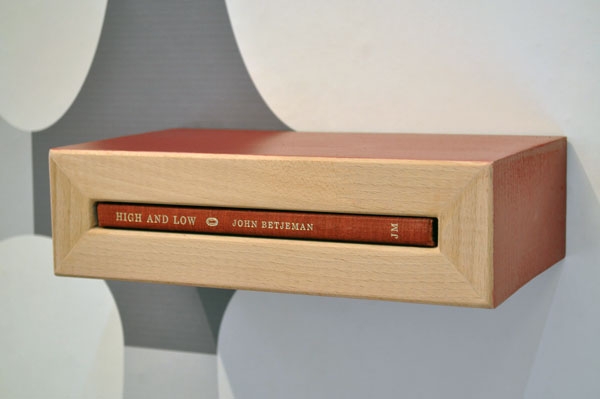 HIGH AND LOW JOHN BETJEMAN JM